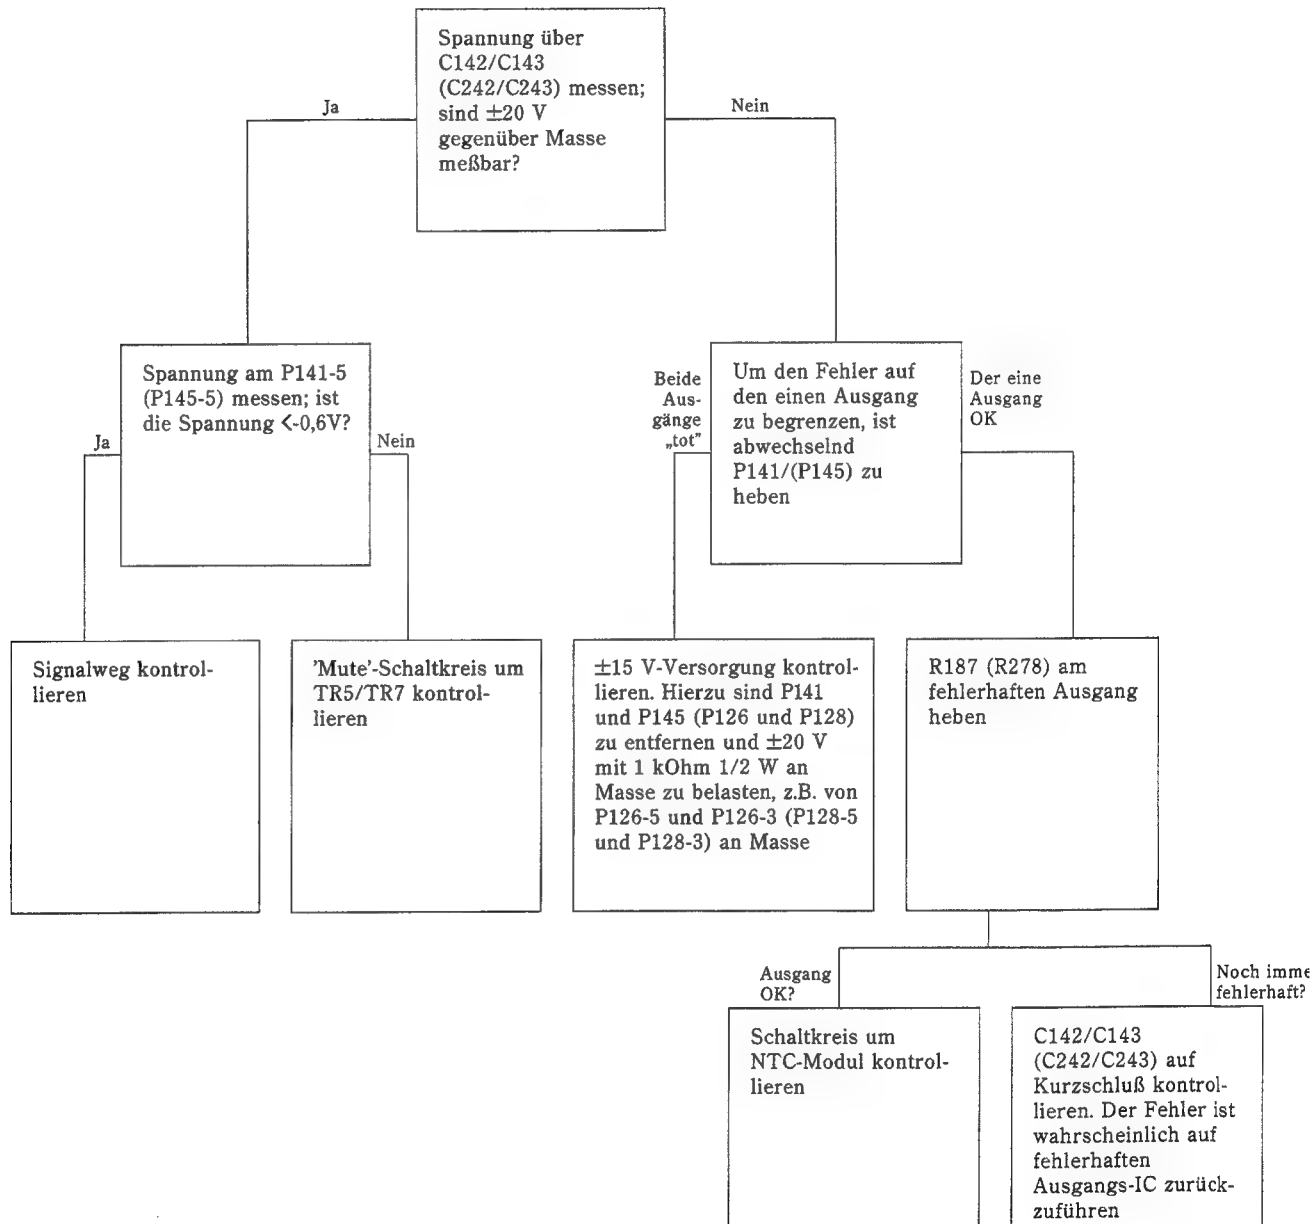 Spannung über
C142/C143
(C242/C243) messen;
sind ±20 V
gegenüber Masse
meßbar?
Ja
Nein
Spannung am P141-5
(P145-5) messen; ist
die Spannung <-0,6V?
Ja
Nein
Beide
Aus-
gänge
„tot”
Um den Fehler auf
den einen Ausgang
zu begrenzen, ist
abwechselnd
P141/(P145) zu
heben
Der eine
Ausgang
OK
Signalweg kontrol-
lieren
'Mute'-Schaltkreis um
TR5/TR7 kontrol-
lieren
±15 V-Versorgung kontrol-
lieren. Hierzu sind P141
und P145 (P126 und P128)
zu entfernen und ±20 V
mit 1 kOhm 1/2 W an
Masse zu belasten, z.B. von
P126-5 und P126-3 (P128-5
und P128-3) an Masse
R187 (R278) am
fehlerhaften Ausgang
heben
Ausgang
OK?
Noch imme
fehlerhaft?
Schaltkreis um
NTC-Modul kontrol-
lieren
C142/C143
(C242/C243) auf
Kurzschluß kontrol-
lieren. Der Fehler ist
wahrscheinlich auf
fehlerhaften
Ausgangs-IC zurück-
zuführen